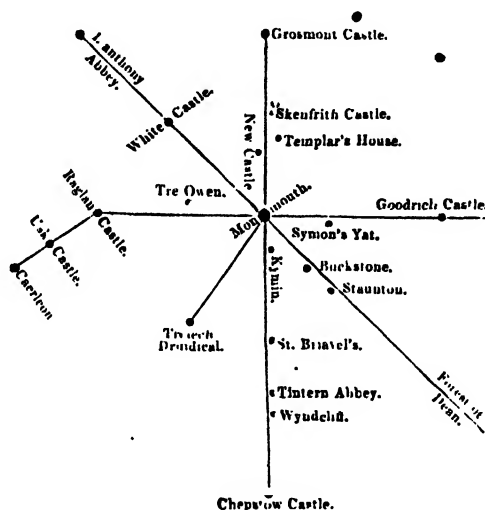 Lanthony
Abbey.
Grosmont Castle.
White Castle.
Skenfrith Castle.
Templar's House.
New Castle
Raglan
Castle.
Tre Owen.
Monmouth.
Goodrich Castle.
Symon's Yat.
Usk
Castle.
Caerleon
Kymin.
Buckstone.
Staunton.
Druidical.
St. Briavel's.
Tintern Abbey.
Wyndcliff.
Forest of
Dean.
Chepstow Castle.